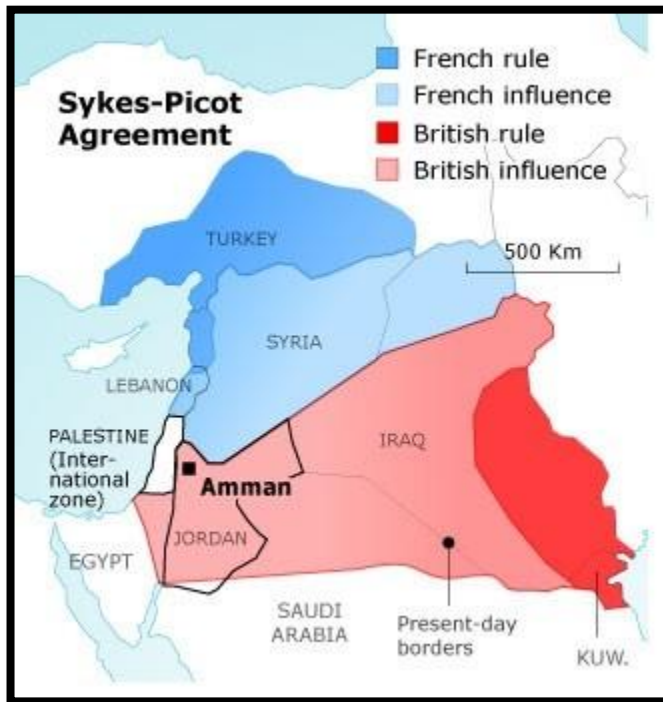 Sykes-Picot
Agreement
French rule
French influence
British rule
British influence
500 Km
TURKEY
SYRIA
LEBANON
PALESTINE
(Inter-
national
zone)
IRAQ
Amman
JORDAN
EGYPT
SAUDI
ARABIA
Present-day
borders
KUW.